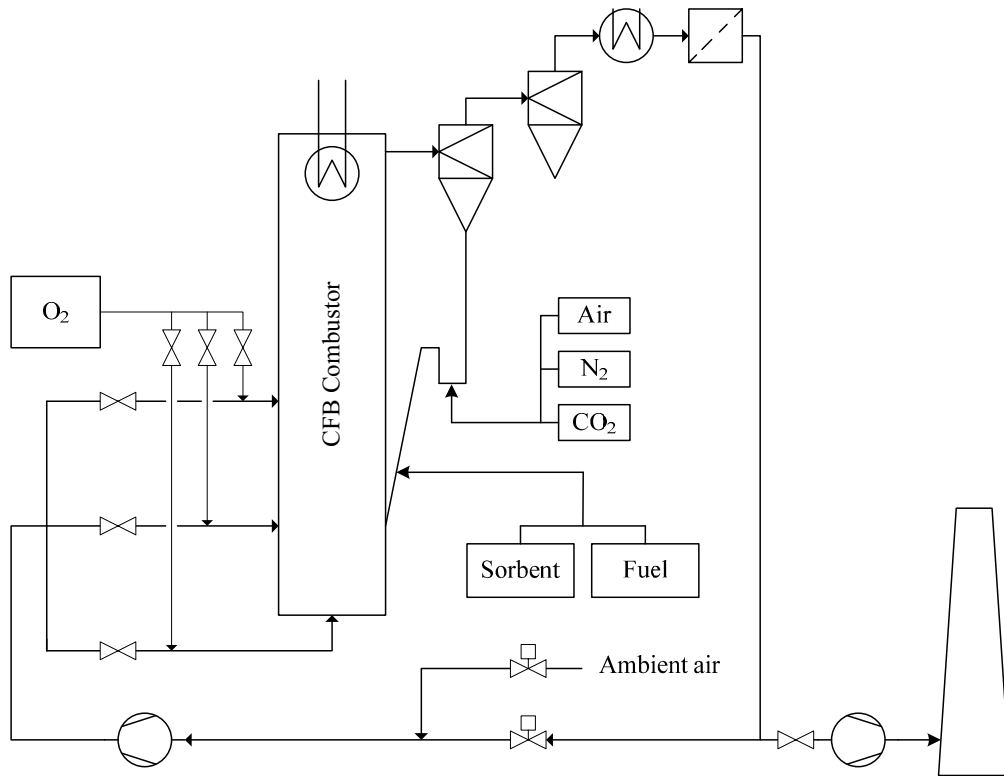 O₂
CFB Combustor
Air
N₂
CO₂
Sorbent
Fuel
Ambient air